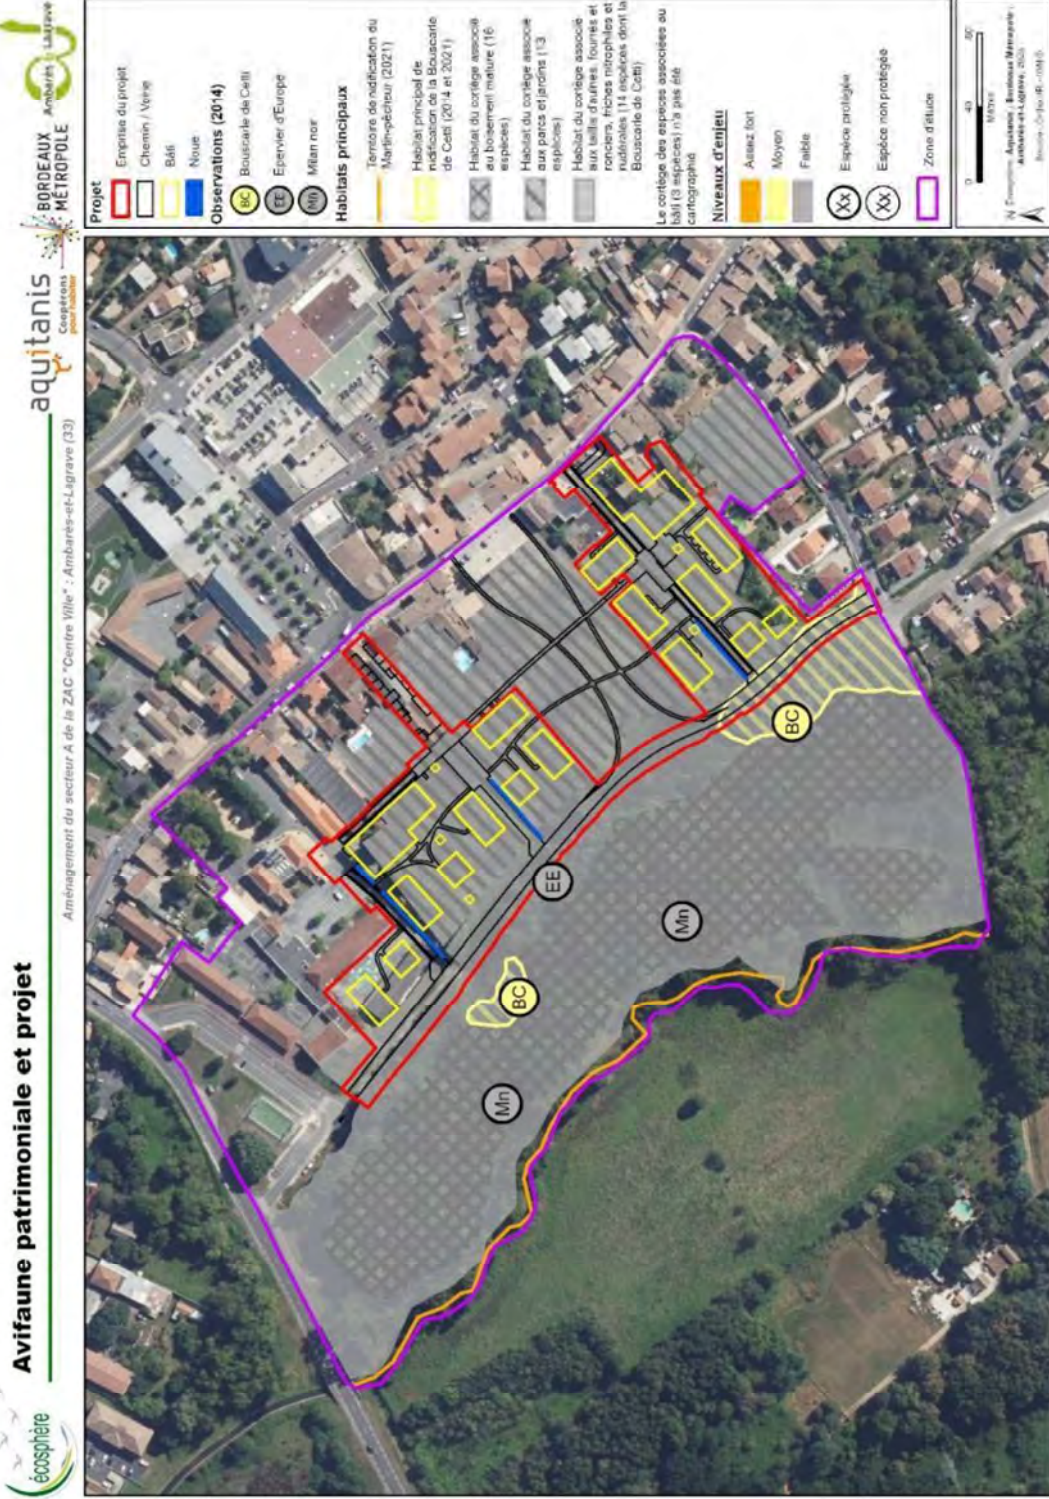 écosphère
Avifaune patrimoniale et projet
aquitanis
Coopérons
pour habiter
BORDEAUX
MÉTROPOLE
Ambarès & Lagrave
Aménagement du secteur A de la ZAC "Centre Ville" : Ambarès-et-Lagrave (33)
Projet
Emprise du projet
Chemin / Voirie
Bâti
Noue
Observations (2014)
BC Bouscarle de Cetti
EE Epervier d'Europe
Mn Milan noir
Habitats principaux
Territoire de nidification du
Martin-pêcheur (2021)
Habitat principal de
nidification de la Bouscarle
de Cetti (2014 et 2021)
Habitat du cortège associé
au boisement mature (16
espèces)
Habitat du cortège associé
aux parcs et jardins (13
espèces)
Habitat du cortège associé
aux taillis d'aulnes, fourrés et
ronciers, friches nitrophiles et
rudérales (14 espèces dont la
Bouscarle de Cetti)
Le cortège des espèces associées au
bâti (3 espèces) n'a pas été
cartographié
Niveaux d'enjeu
Assez fort
Moyen
Faible
Xx Espèce protégée
Xx Espèce non protégée
Zone d'étude
0 40 80
Mètres
N
BC
EE
Mn
BC
Mn